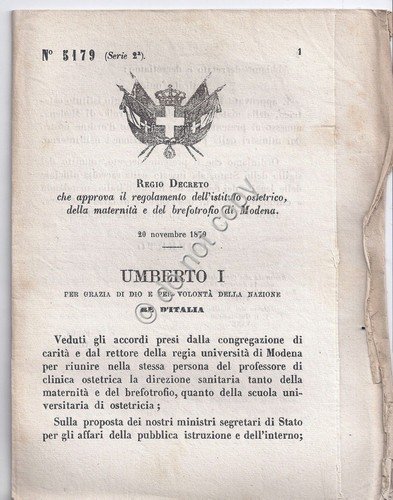 N° 5179 (Serie 2ª).
1
REGIO DECRETO
che approva il regolamento dell'istituto ostetrico,
della maternità e del brefotrofio di Modena.
20 novembre 1879
UMBERTO I
PER GRAZIA DI DIO E PER VOLONTÀ DELLA NAZIONE
RE D'ITALIA
Veduti gli accordi presi dalla congregazione di
carità e dal rettore della regia università di Modena
per riunire nella stessa persona del professore di
clinica ostetrica la direzione sanitaria tanto della
maternità e del brefotrofio, quanto della scuola uni-
versitaria di ostetricia;
Sulla proposta dei nostri ministri segretari di Stato
per gli affari della pubblica istruzione e dell'interno;
do not copy